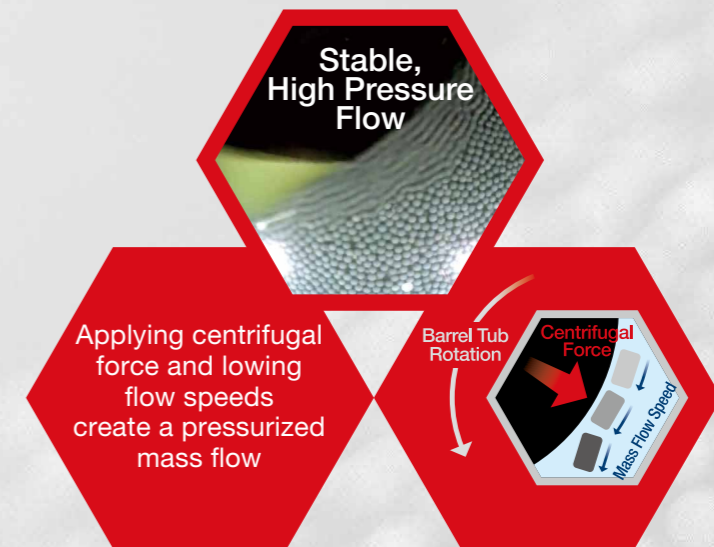 Stable,
High Pressure
Flow
Applying centrifugal
force and lowing
flow speeds
create a pressurized
mass flow
Barrel Tub
Rotation
Centrifugal
Force
Mass Flow Speed